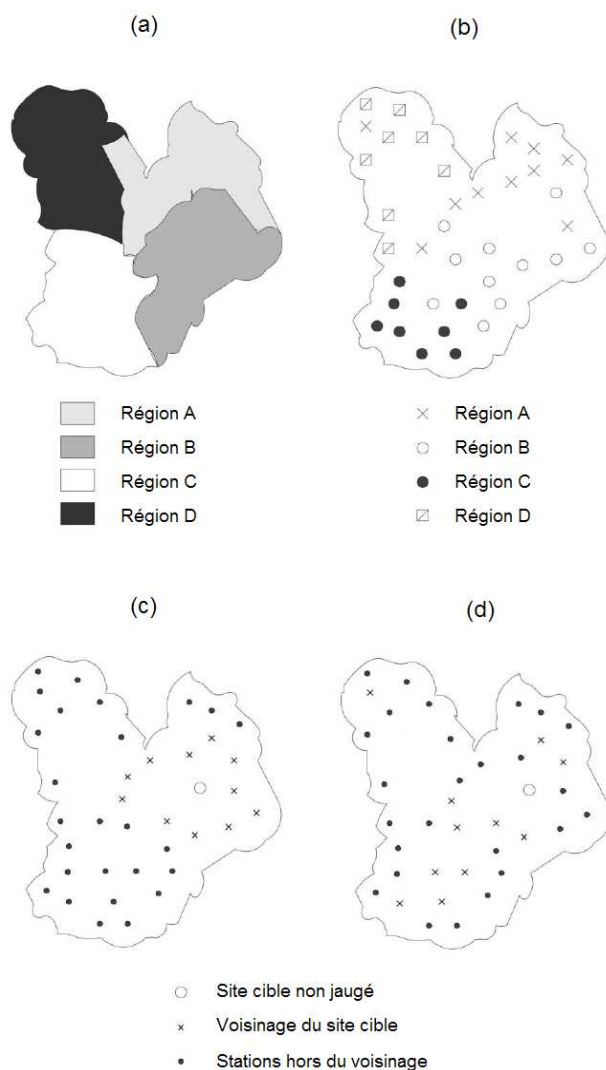 (a) (b)
Région A Région A
Région B Région B
Région C Région C
Région D Région D
(c) (d)
Site cible non jaugé
Voisinage du site cible
Stations hors du voisinage